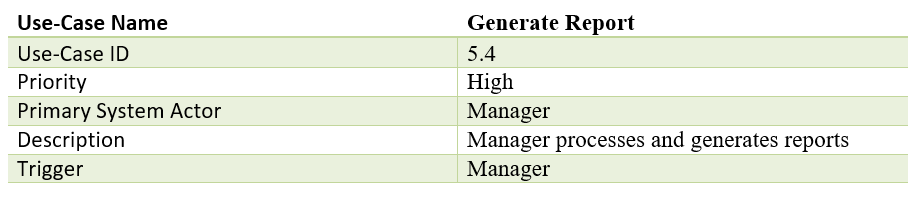 Use-Case Name Generate Report
Use-Case ID 5.4
Priority High
Primary System Actor Manager
Description Manager processes and generates reports
Trigger Manager